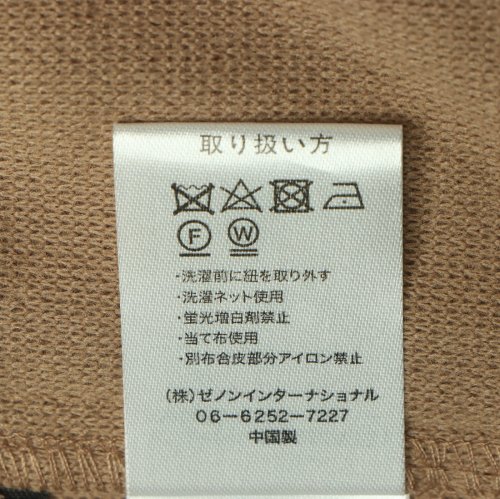 取り扱い方
F W
・洗濯前に紐を取り外す
・洗濯ネット使用
・蛍光増白剤禁止
・当て布使用
・別布合皮部分アイロン禁止
(株)ゼノンインターナショナル
06-6252-7227
中国製